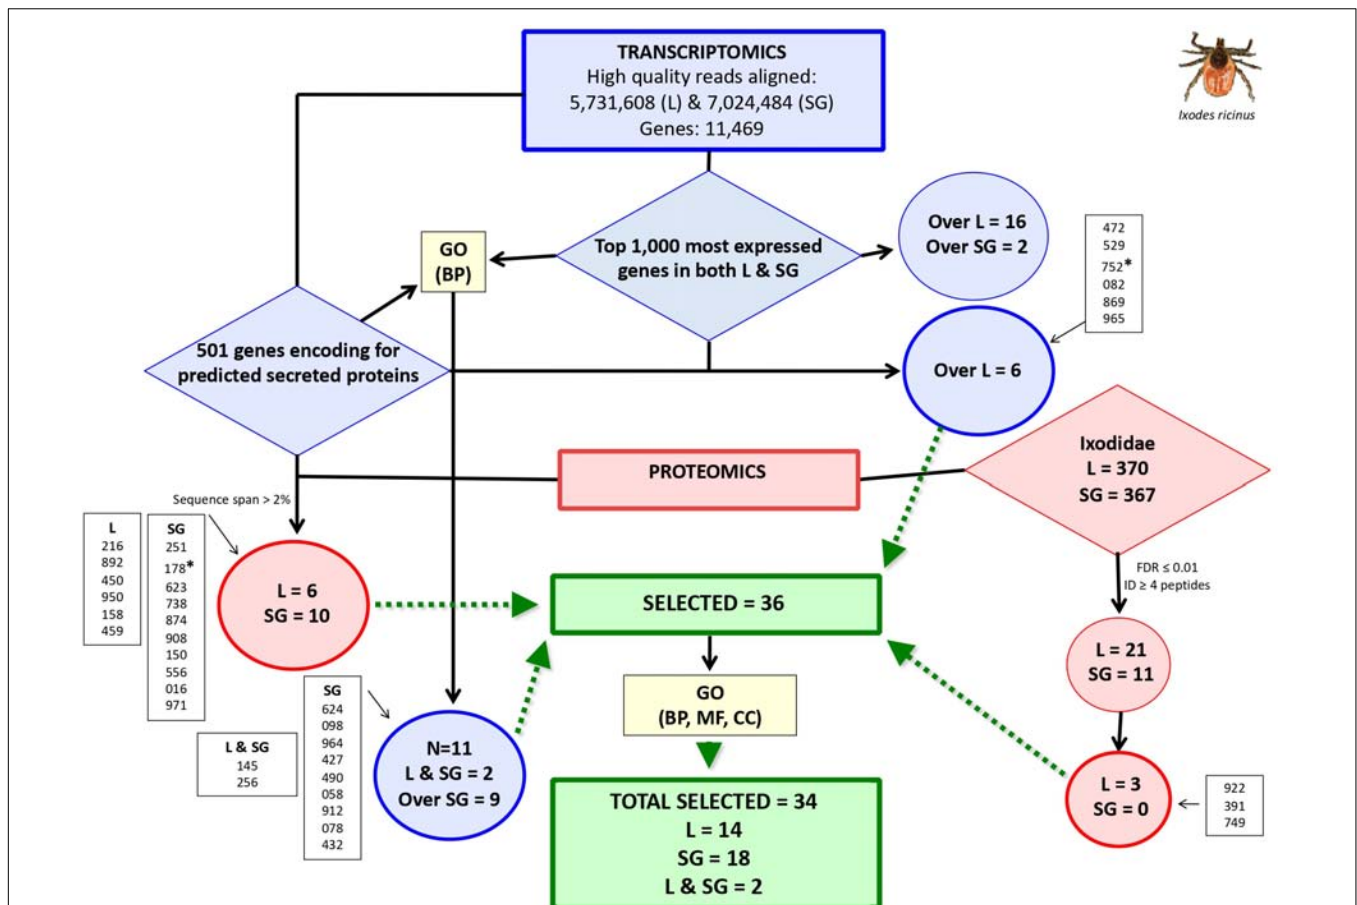 TRANSCRIPTOMICS
High quality reads aligned:
5,731,608 (L) & 7,024,484 (SG)
Genes: 11,469
Ixodes ricinus
GO
(BP)
Top 1,000 most expressed
genes in both L & SG
Over L = 16
Over SG = 2
472
529
752*
082
869
965
501 genes encoding for
predicted secreted proteins
Over L = 6
Ixodidae
L = 370
SG = 367
PROTEOMICS
Sequence span > 2%
L
216
892
450
950
158
459
SG
251
178*
623
738
874
908
150
556
016
971
L = 6
SG = 10
FDR ≤ 0.01
ID ≥ 4 peptides
SELECTED = 36
L = 21
SG = 11
GO
(BP, MF, CC)
SG
624
098
964
427
490
058
912
078
432
L & SG
145
256
N=11
L & SG = 2
Over SG = 9
L = 3
SG = 0
922
391
749
TOTAL SELECTED = 34
L = 14
SG = 18
L & SG = 2